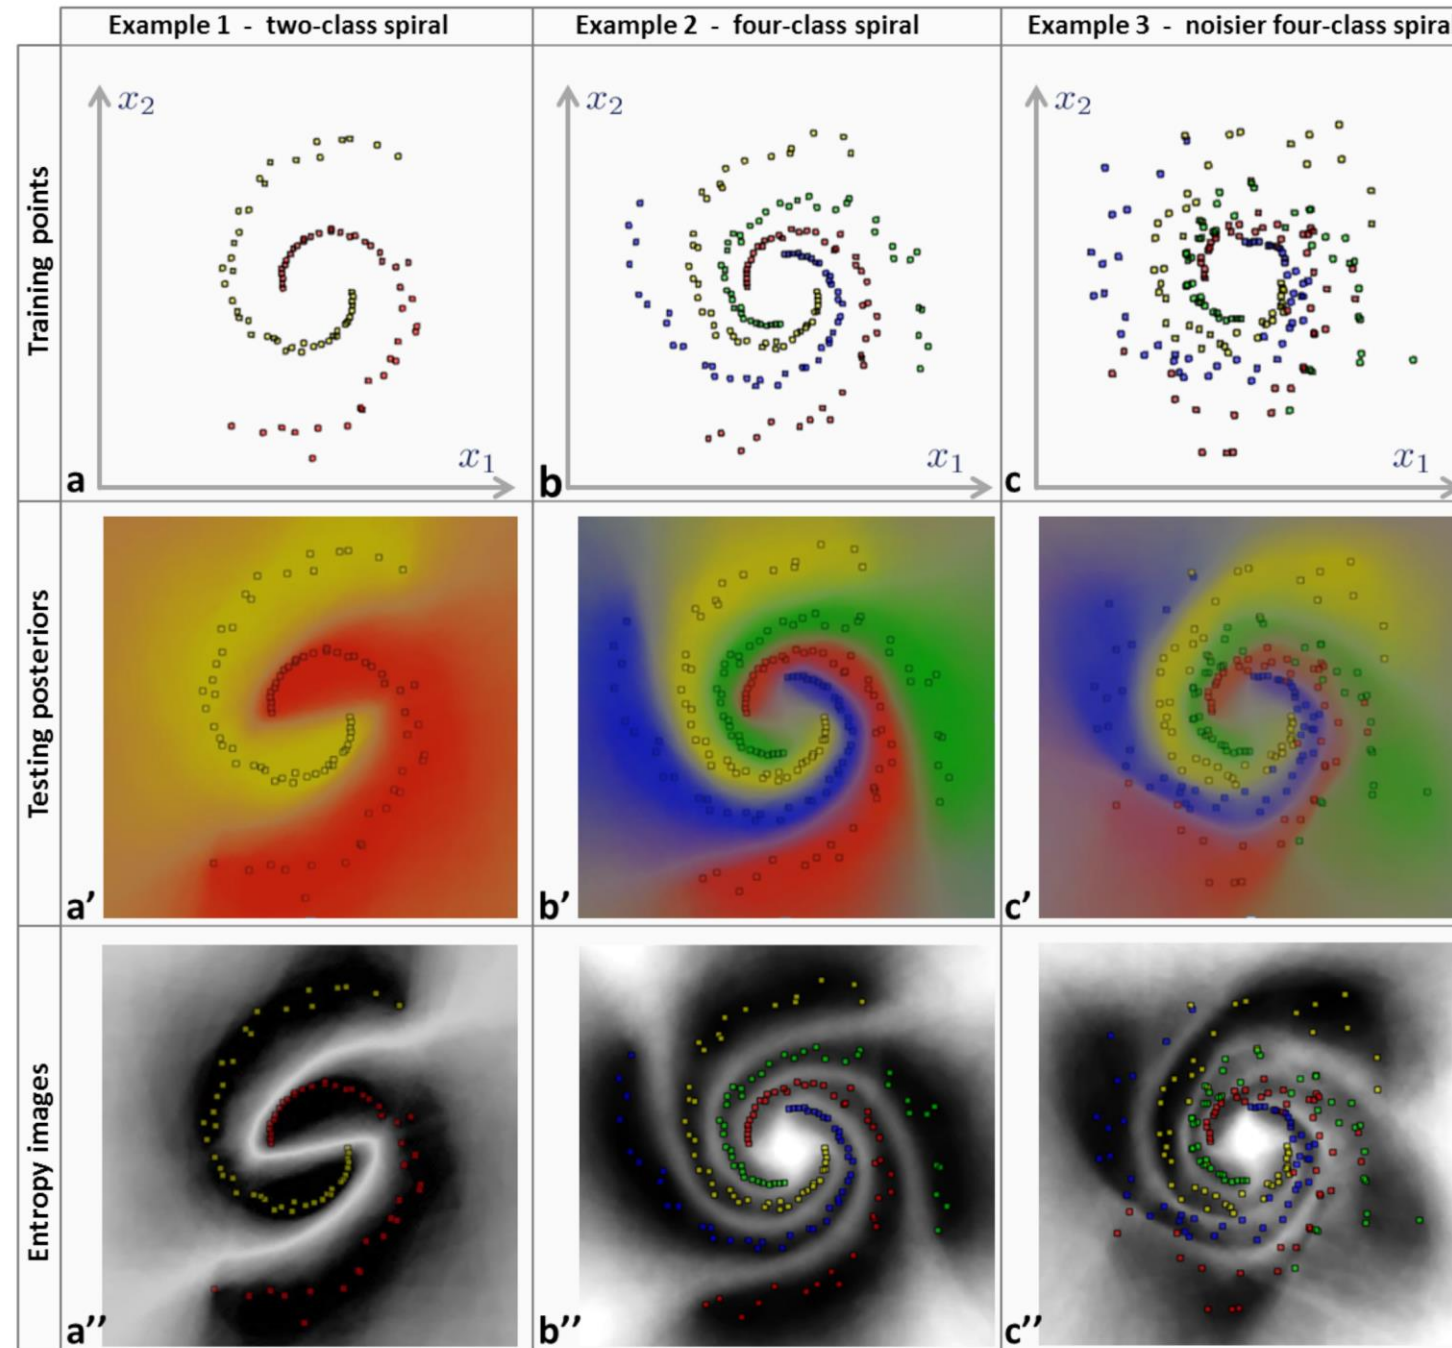 Example 1 - two-class spiral
Example 2 - four-class spiral
Example 3 - noisier four-class spiral
Training points
x2
x1
a
x2
x1
b
x2
x1
c
Testing posteriors
a′
b′
c′
Entropy images
a′′
b′′
c′′